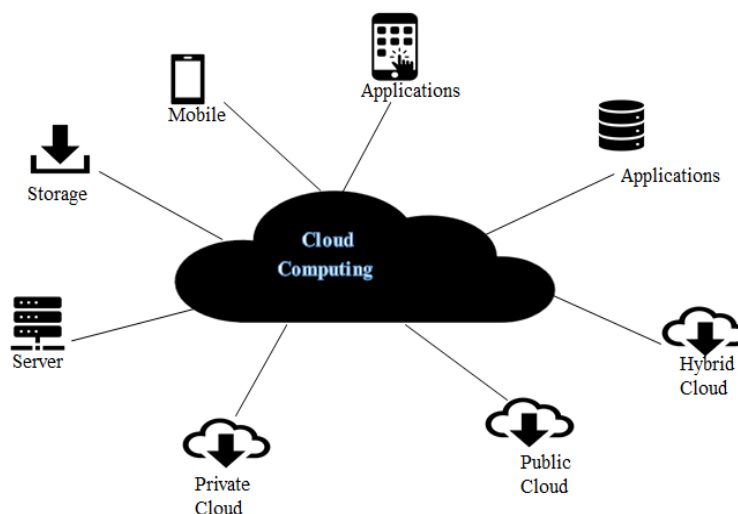 Applications
Mobile
Applications
Storage
Cloud
Computing
Server
Hybrid
Cloud
Public
Cloud
Private
Cloud